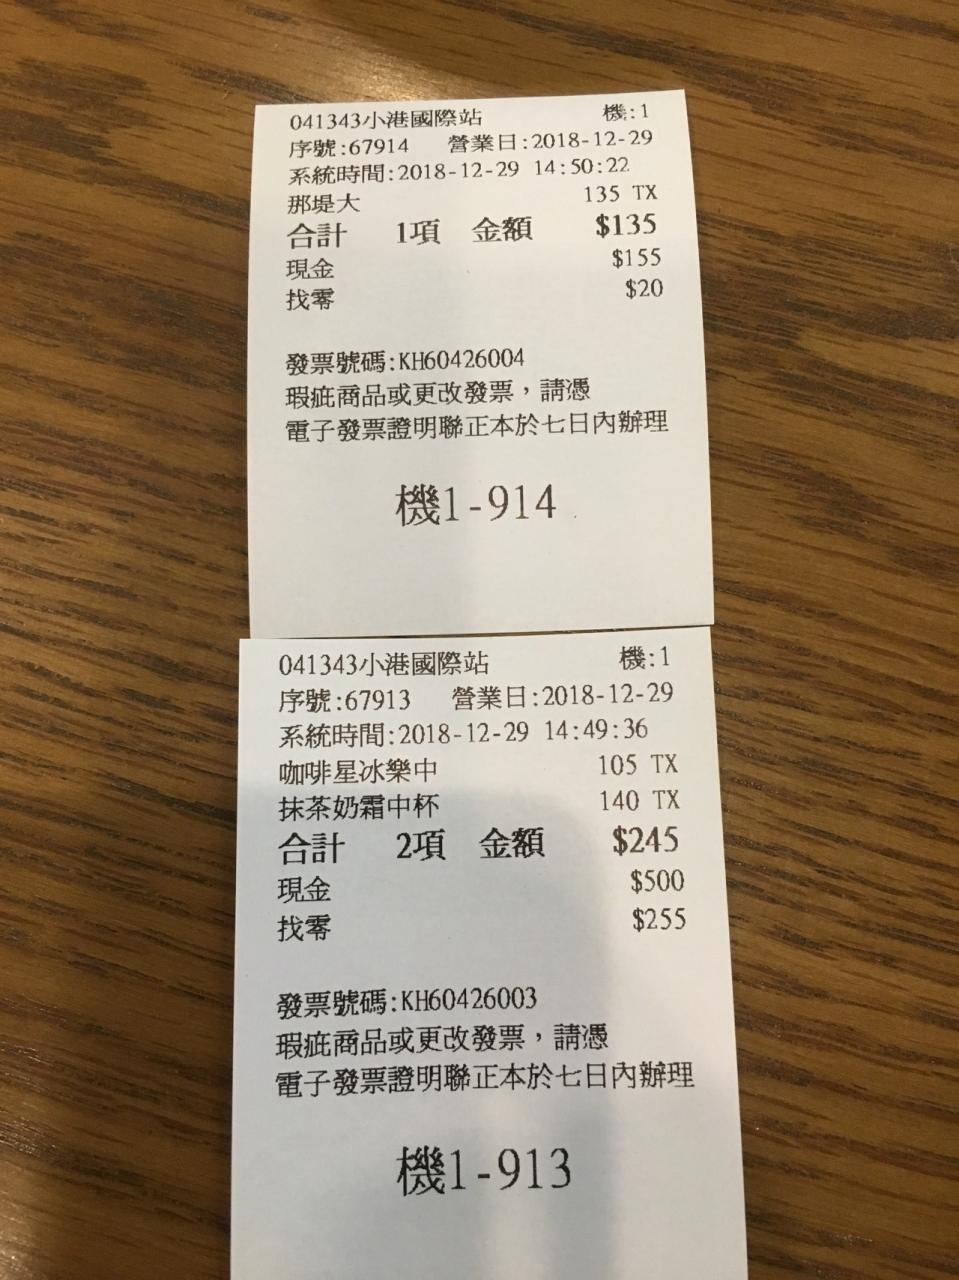 041343小港國際站 機:1
序號:67914 營業日:2018-12-29
系統時間:2018-12-29 14:50:22
那堤大 135 TX
合計 1項 金額 $135
現金 $155
找零 $20
發票號碼:KH60426004
瑕疵商品或更改發票，請憑
電子發票證明聯正本於七日內辦理
機1-914
041343小港國際站 機:1
序號:67913 營業日:2018-12-29
系統時間:2018-12-29 14:49:36
咖啡星冰樂中 105 TX
抹茶奶霜中杯 140 TX
合計 2項 金額 $245
現金 $500
找零 $255
發票號碼:KH60426003
瑕疵商品或更改發票，請憑
電子發票證明聯正本於七日內辦理
機1-913